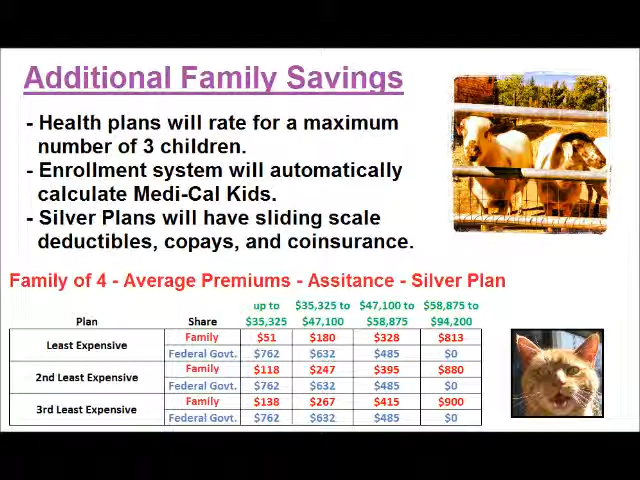 Additional Family Savings
- Health plans will rate for a maximum
number of 3 children.
- Enrollment system will automatically
calculate Medi-Cal Kids.
- Silver Plans will have sliding scale
deductibles, copays, and coinsurance.
Family of 4 - Average Premiums - Assitance - Silver Plan
up to $35,325 to $47,100 to $58,875 to
Plan Share $35,325 $47,100 $58,875 $94,200
Least Expensive Family $51 $180 $328 $813
Federal Govt. $762 $632 $485 $0
2nd Least Expensive Family $118 $247 $395 $880
Federal Govt. $762 $632 $485 $0
3rd Least Expensive Family $138 $267 $415 $900
Federal Govt. $762 $632 $485 $0